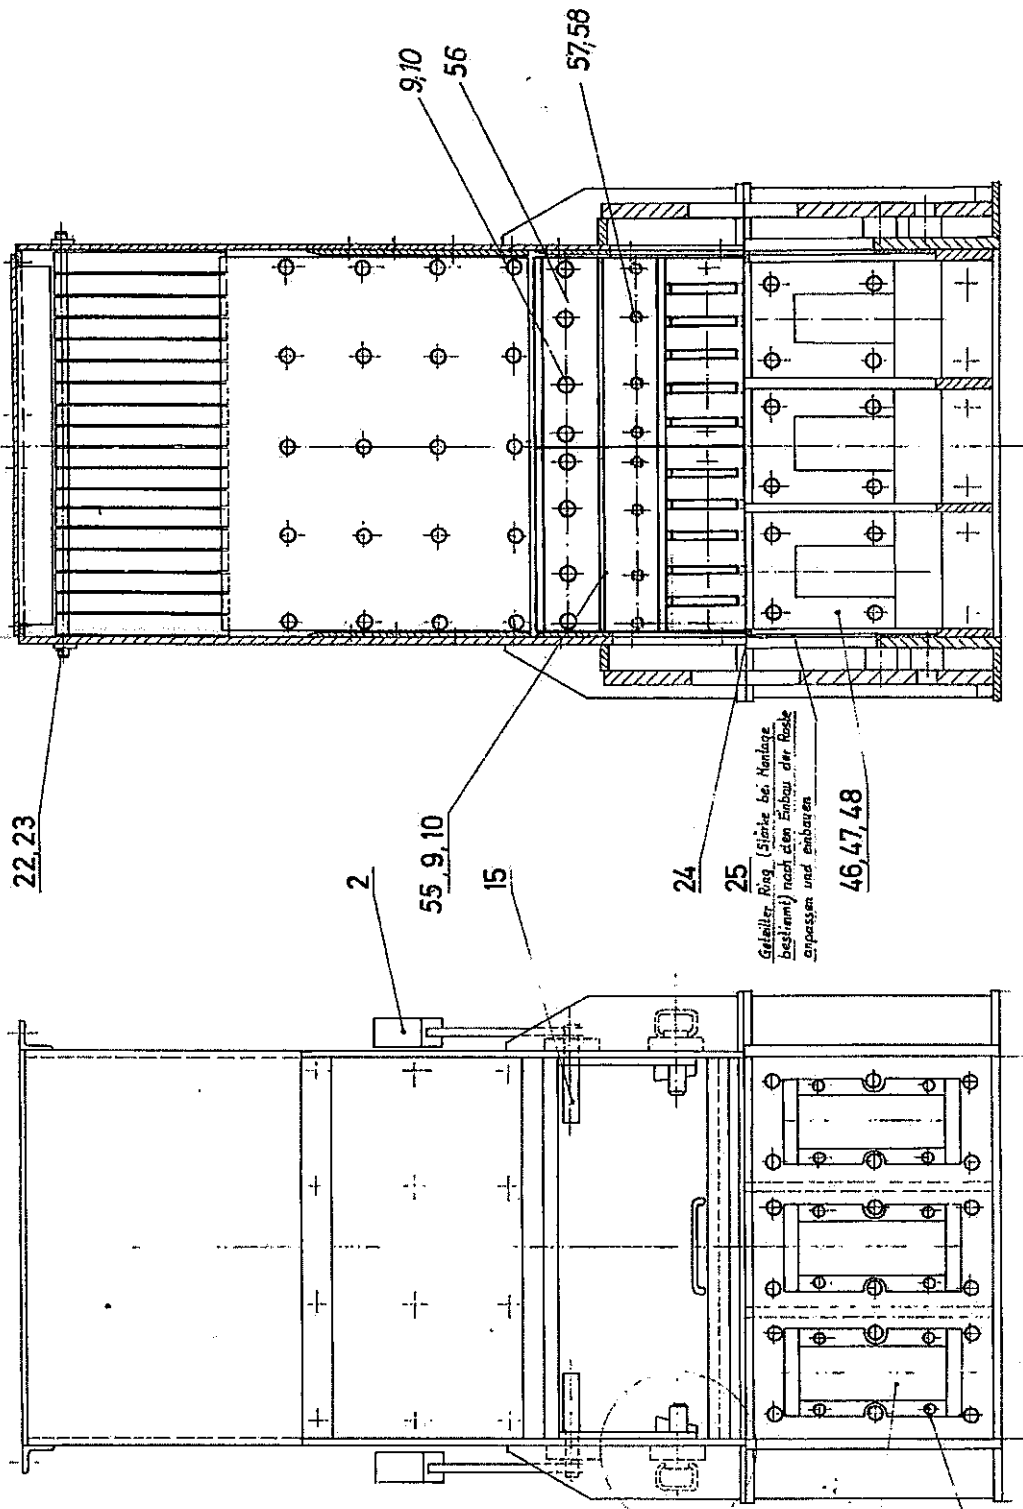 22,23
2
55, 9, 10
15
24
25
Geteilter Ring (Stärke bei Montage
bestimmt) nach den Einbau der Roste
anpassen und einbauen
46,47,48
9,10
56
57,58